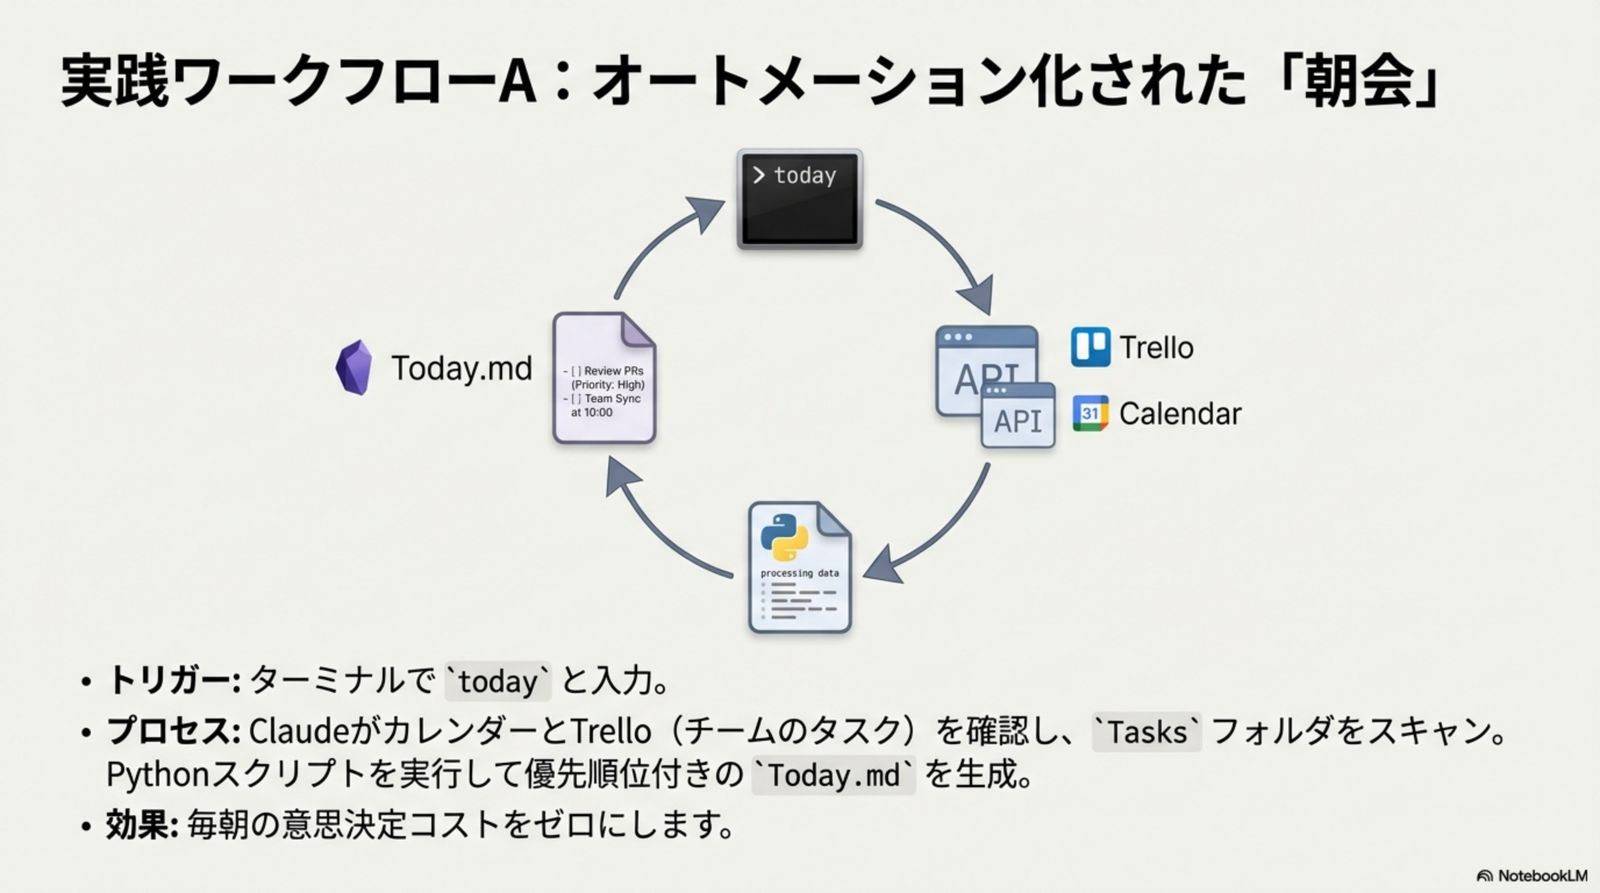 実践ワークフローA：オートメーション化された「朝会」
> today
Today.md
- [ ] Review PRs
(Priority: High)
- [ ] Team Sync
at 10:00
API
API
Trello
31
Calendar
processing data
• トリガー: ターミナルで `today` と入力。
• プロセス: ClaudeがカレンダーとTrello（チームのタスク）を確認し、`Tasks` フォルダをスキャン。
Pythonスクリプトを実行して優先順位付きの `Today.md` を生成。
• 効果: 毎朝の意思決定コストをゼロにします。
NotebookLM